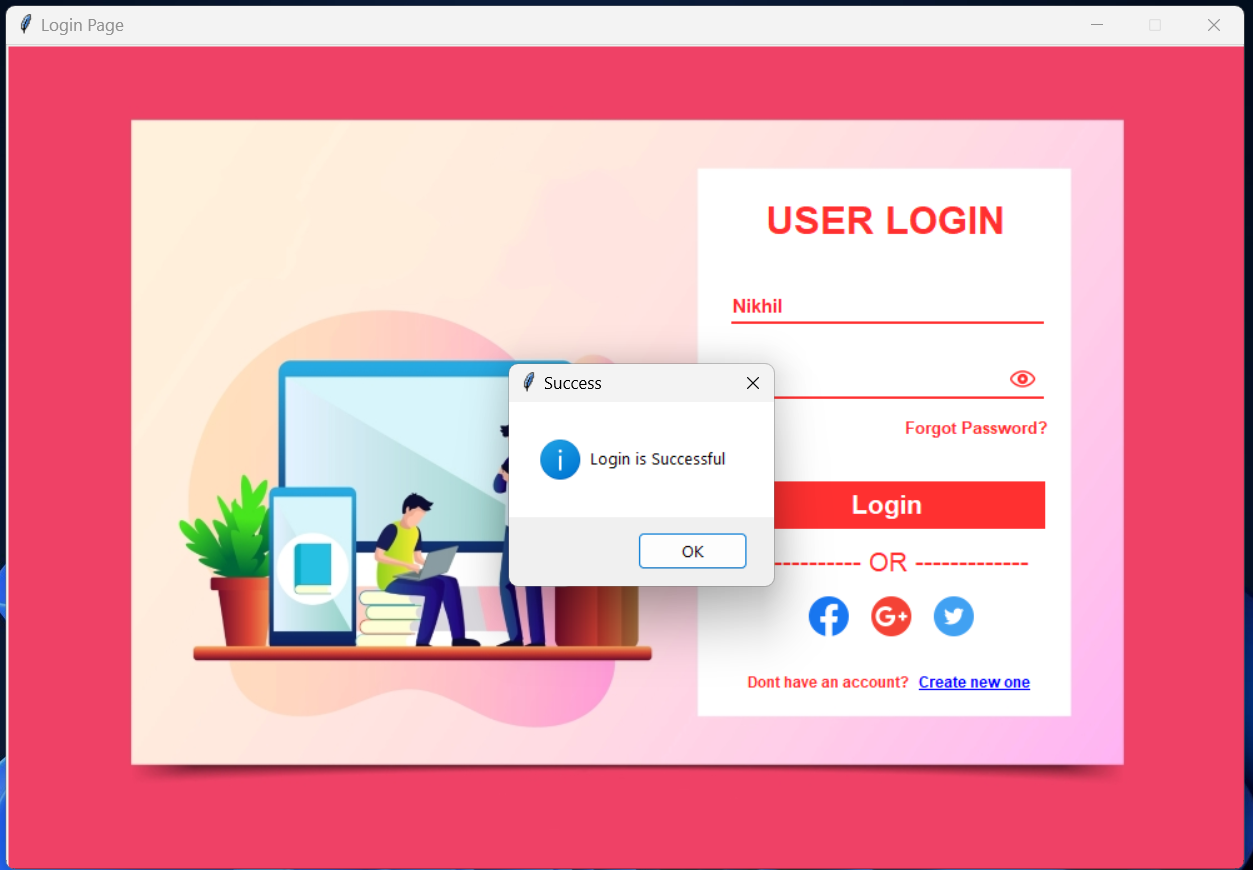 Login Page
USER LOGIN
Nikhil
Forgot Password?
Success
Login is Successful
OK
Login
----------- OR -------------
Dont have an account? Create new one